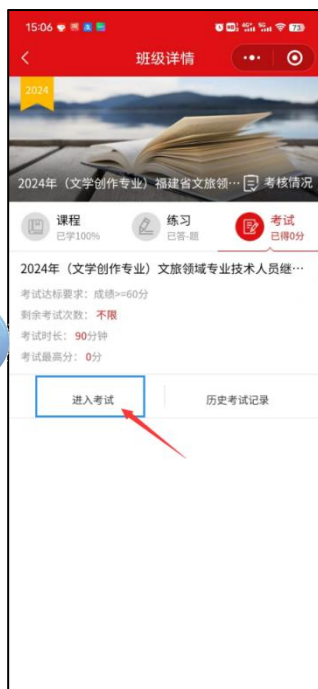 15:06
73
班级详情
2024
2024年（文学创作专业）福建省文旅领… 考核情况
课程 练习 考试
已学100% 已答-题 已得0分
2024年（文学创作专业）文旅领域专业技术人员继…
考试达标要求：成绩>=60分
剩余考试次数：不限
考试时长：90分钟
考试最高分：0分
进入考试 历史考试记录